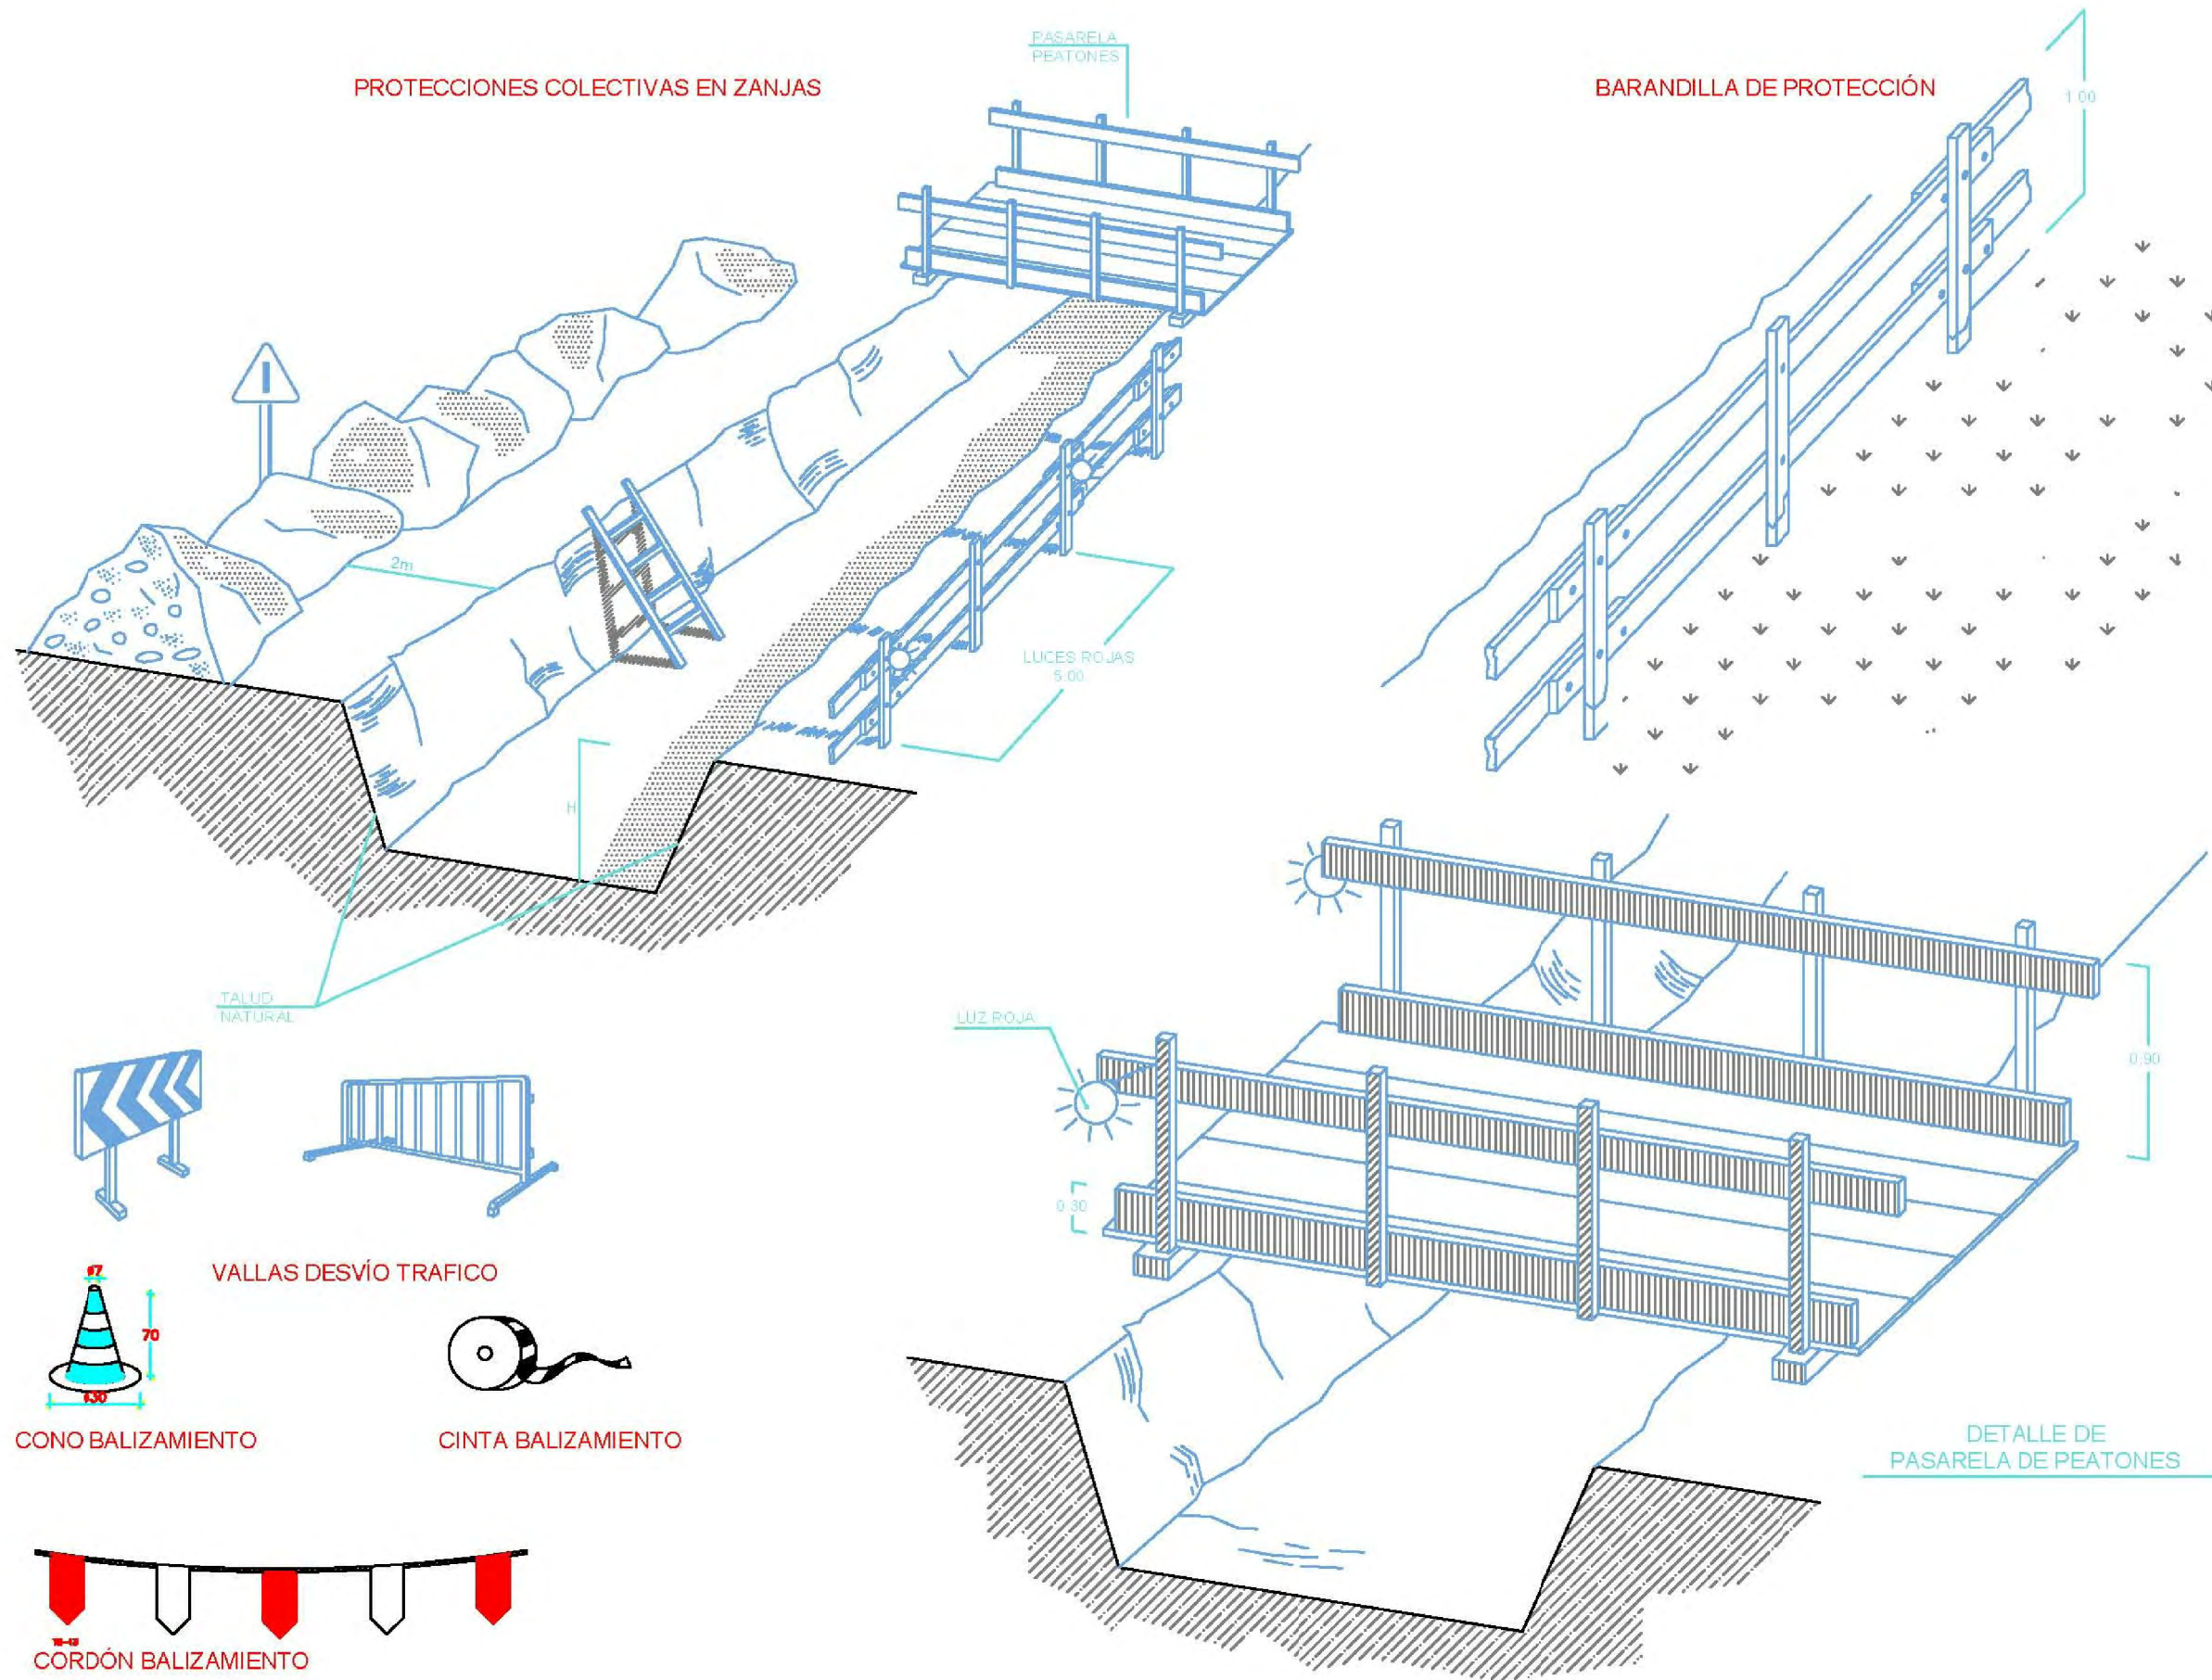 PROTECCIONES COLECTIVAS EN ZANJAS
PASARELA
PEATONES
BARANDILLA DE PROTECCIÓN
1.00
2m
LUCES ROJAS
5.00
H
TALUD
NATURAL
LUZ ROJA
0.90
0.30
VALLAS DESVÍO TRAFICO
70
CONO BALIZAMIENTO
CINTA BALIZAMIENTO
DETALLE DE
PASARELA DE PEATONES
CORDÓN BALIZAMIENTO